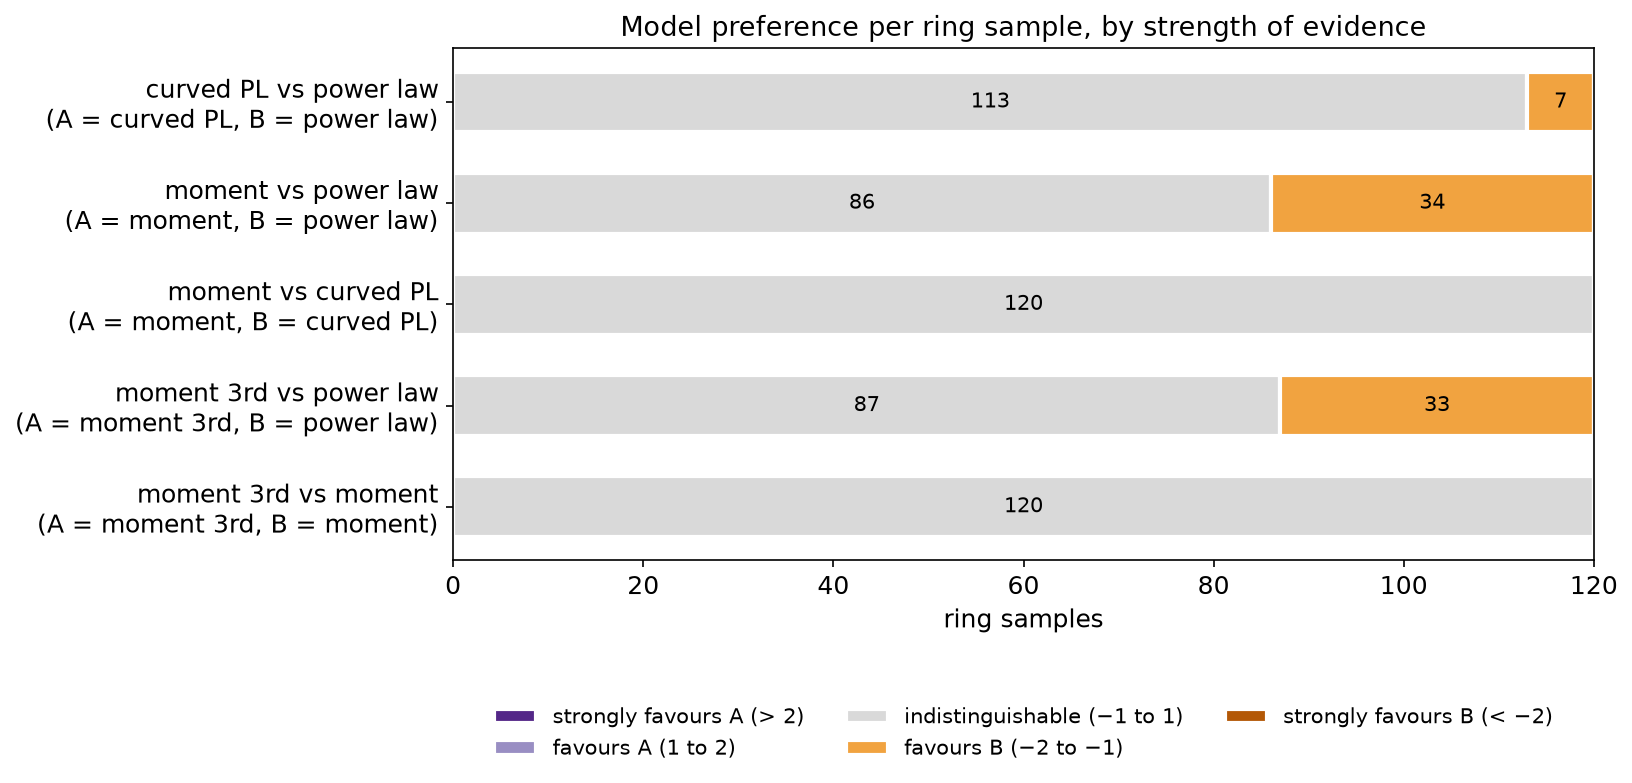 Model preference per ring sample, by strength of evidence
curved PL vs power law
(A = curved PL, B = power law)
113
7
moment vs power law
(A = moment, B = power law)
86
34
moment vs curved PL
(A = moment, B = curved PL)
120
moment 3rd vs power law
(A = moment 3rd, B = power law)
87
33
moment 3rd vs moment
(A = moment 3rd, B = moment)
120
0 20 40 60 80 100 120
ring samples
strongly favours A (> 2)
favours A (1 to 2)
indistinguishable (−1 to 1)
favours B (−2 to −1)
strongly favours B (< −2)